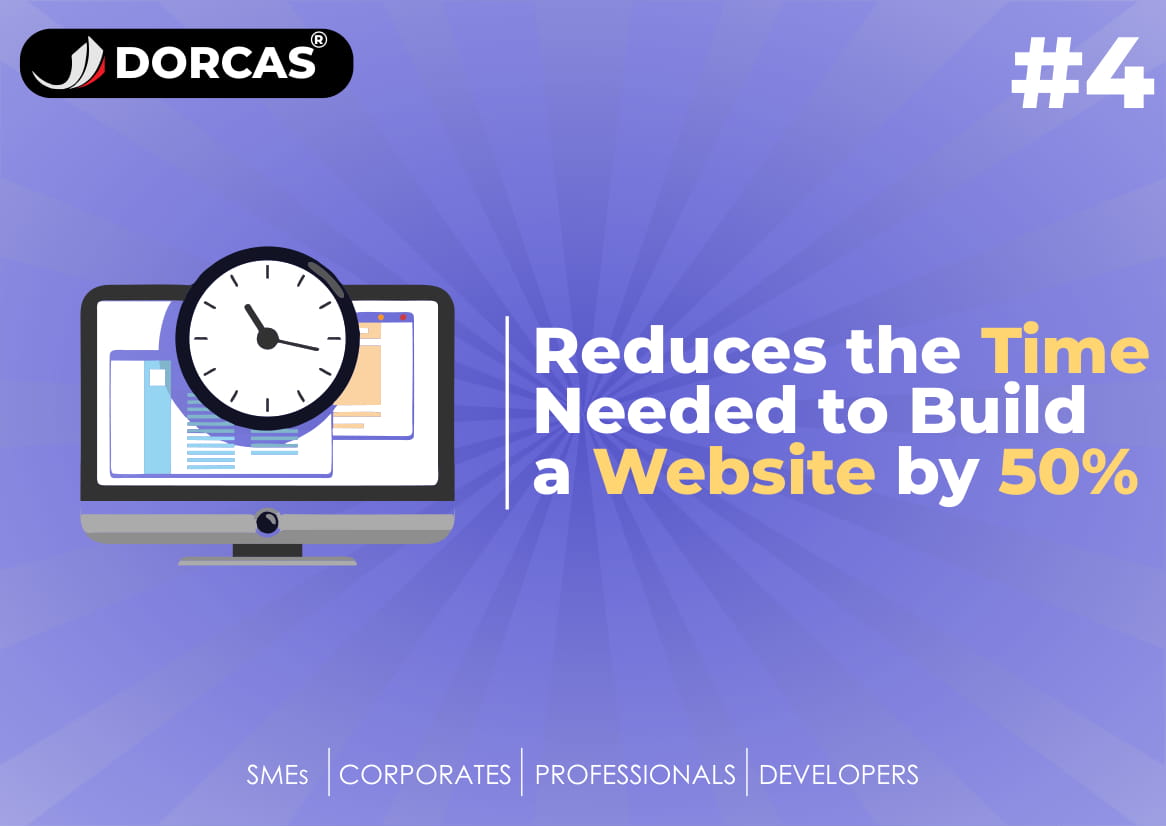 DORCAS®
#4
Reduces the Time
Needed to Build
a Website by 50%
SMEs | CORPORATES | PROFESSIONALS | DEVELOPERS